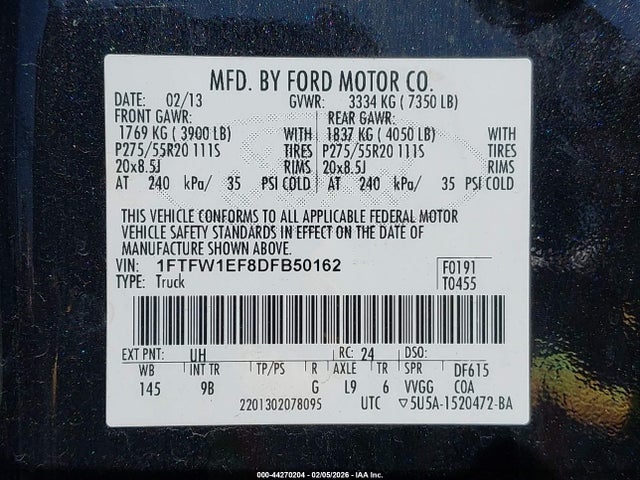 MFD. BY FORD MOTOR CO.
DATE: 02/13 GVWR: 3334 KG ( 7350 LB)
FRONT GAWR: REAR GAWR:
1769 KG ( 3900 LB) WITH 1837 KG ( 4050 LB) WITH
P275/55R20 111S TIRES P275/55R20 111S TIRES
20x8.5J RIMS 20x8.5J RIMS
AT 240 kPa/ 35 PSI COLD AT 240 kPa/ 35 PSI COLD
THIS VEHICLE CONFORMS TO ALL APPLICABLE FEDERAL MOTOR
VEHICLE SAFETY STANDARDS IN EFFECT ON THE DATE OF
MANUFACTURE SHOWN ABOVE.
VIN: 1FTFW1EF8DFB50162 F0191
TYPE: Truck T0455
EXT PNT: UH RC: 24 DSO:
WB INT TR TP/PS R AXLE TR SPR DF615
145 9B G L9 6 VVGG COA
22013020780​9S UTC ▽5U5A-1520472-BA
000-44270204 - 02/05/2026 - IAA Inc.